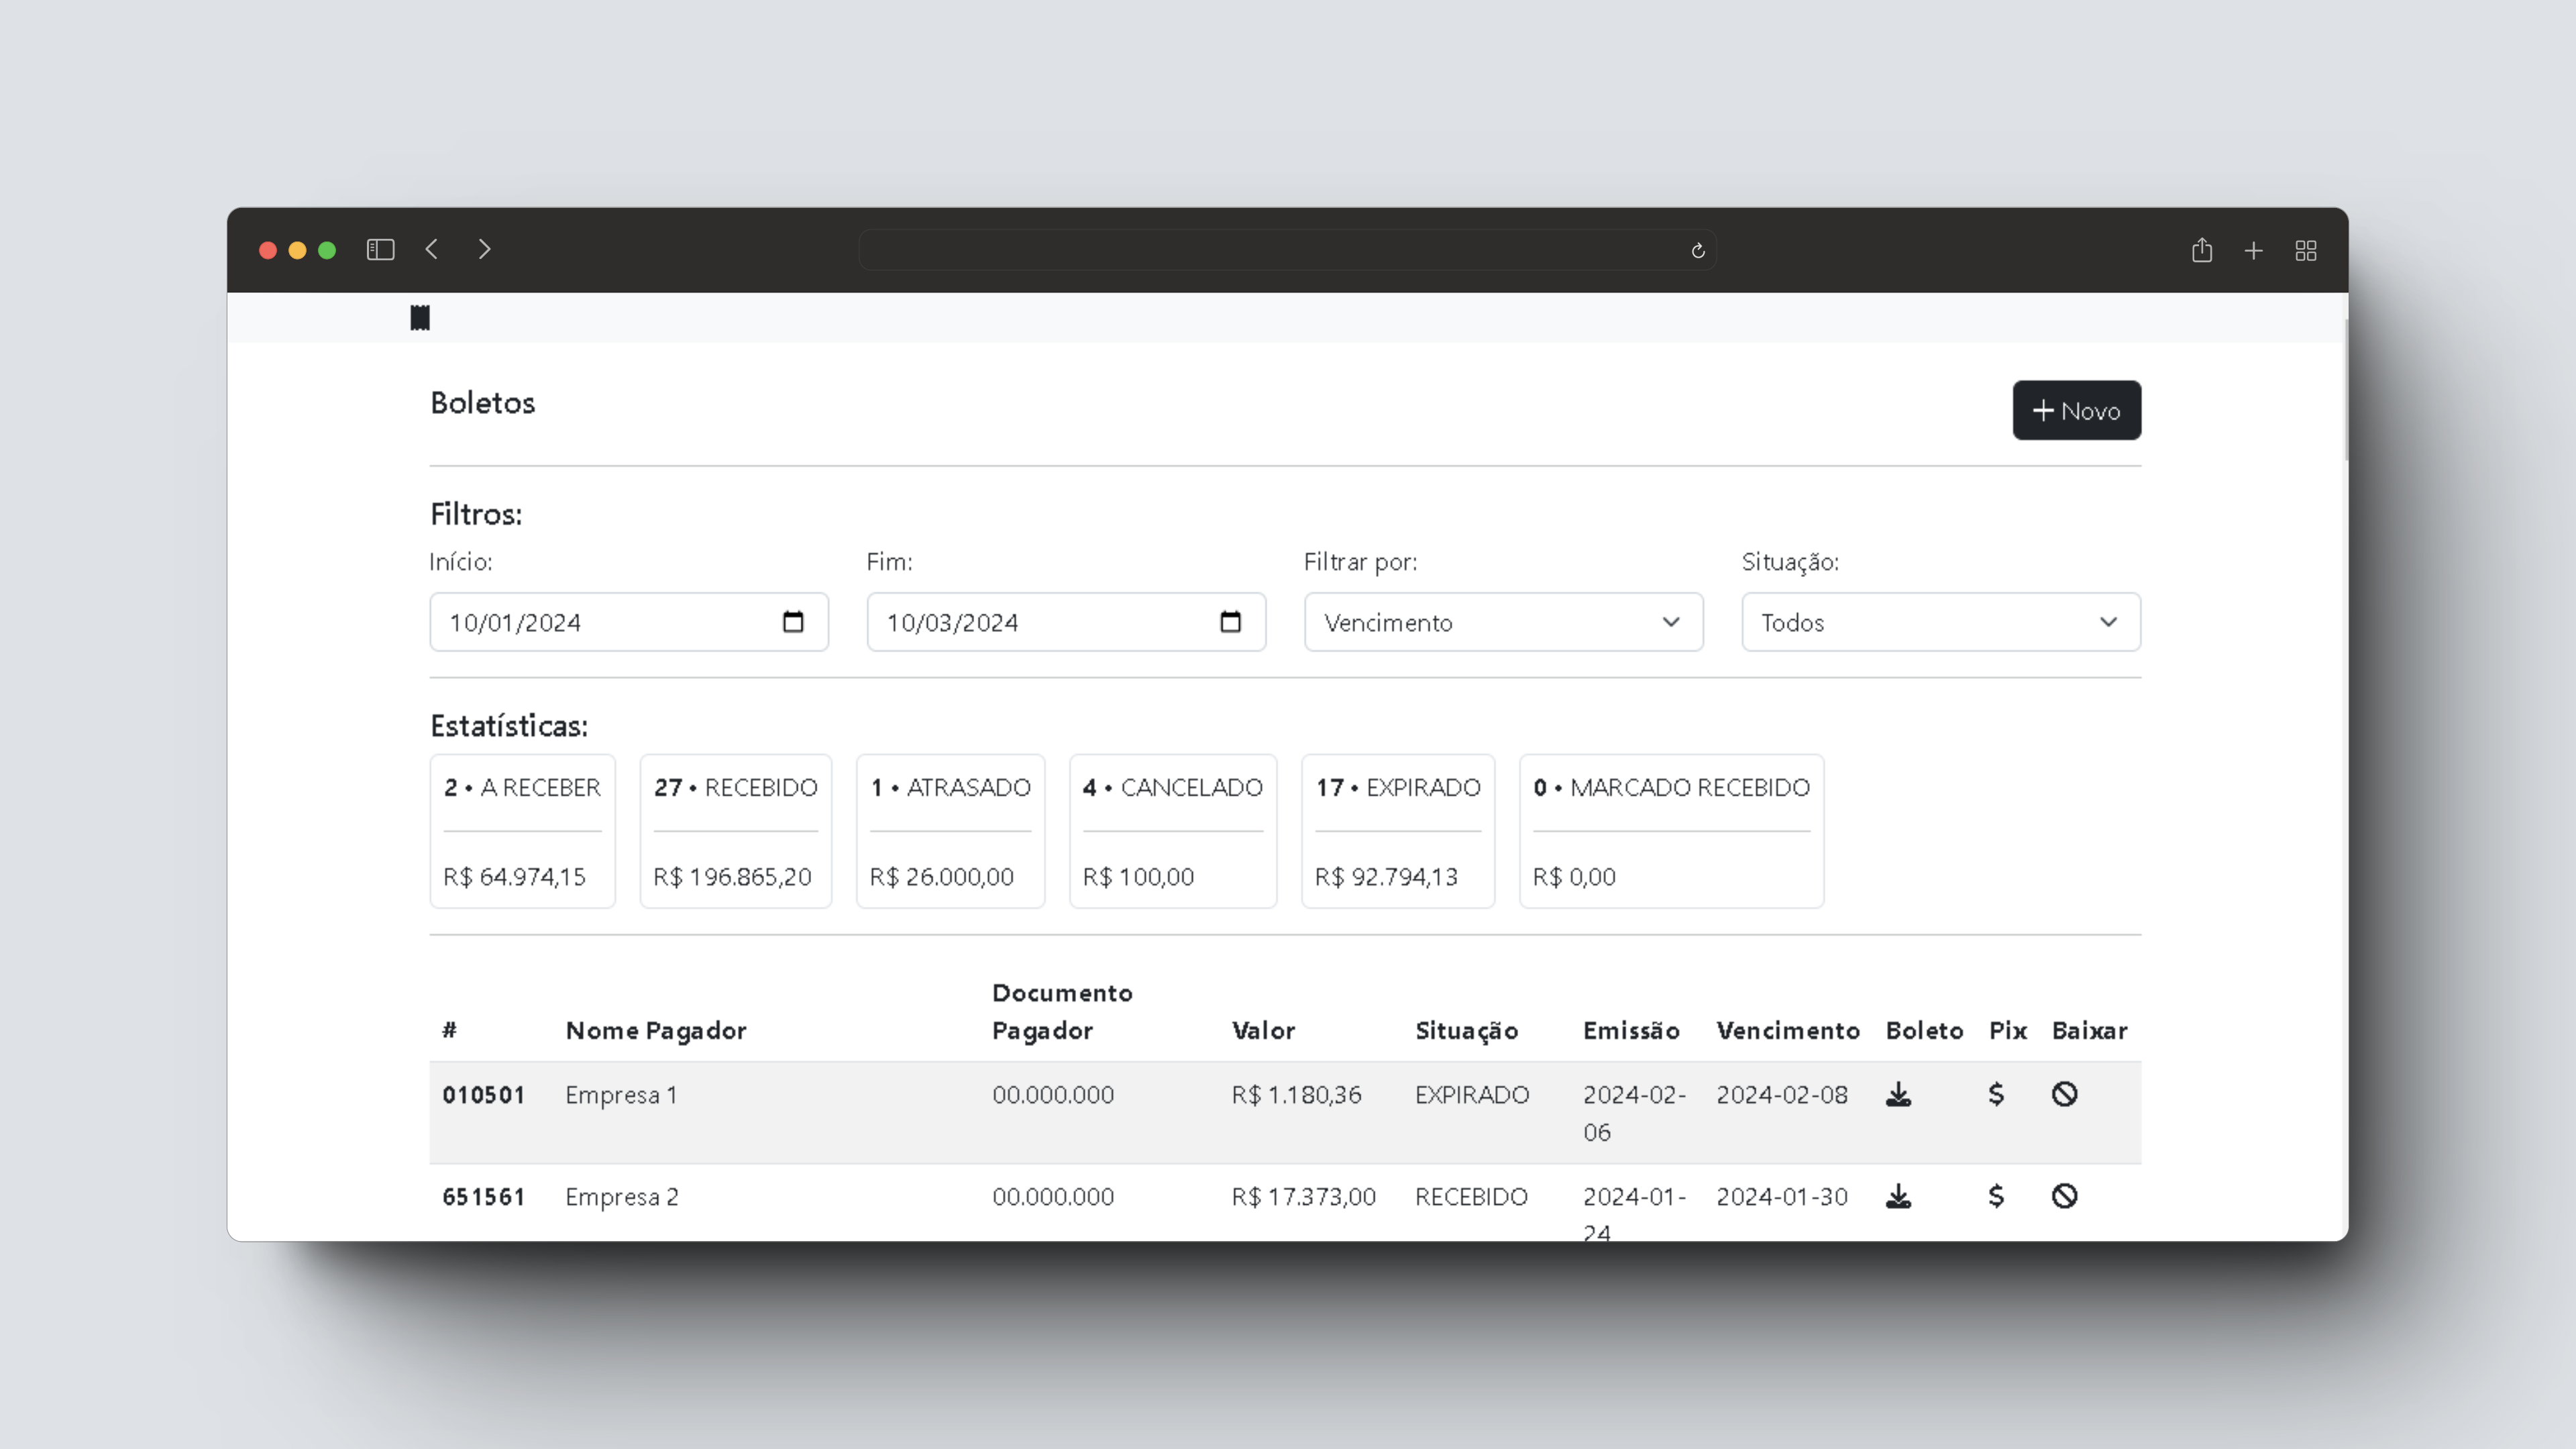 Boletos
+ Novo
Filtros:
Início: Fim: Filtrar por: Situação:
10/01/2024 10/03/2024 Vencimento Todos
Estatísticas:
2 • A RECEBER 27 • RECEBIDO 1 • ATRASADO 4 • CANCELADO 17 • EXPIRADO 0 • MARCADO RECEBIDO
R$ 64.974,15 R$ 196.865,20 R$ 26.000,00 R$ 100,00 R$ 92.794,13 R$ 0,00
Documento
# Nome Pagador Pagador Valor Situação Emissão Vencimento Boleto Pix Baixar
010501 Empresa 1 00.000.000 R$ 1.180,36 EXPIRADO 2024-02- 2024-02-08 $
06
651561 Empresa 2 00.000.000 R$ 17.373,00 RECEBIDO 2024-01- 2024-01-30 $
24